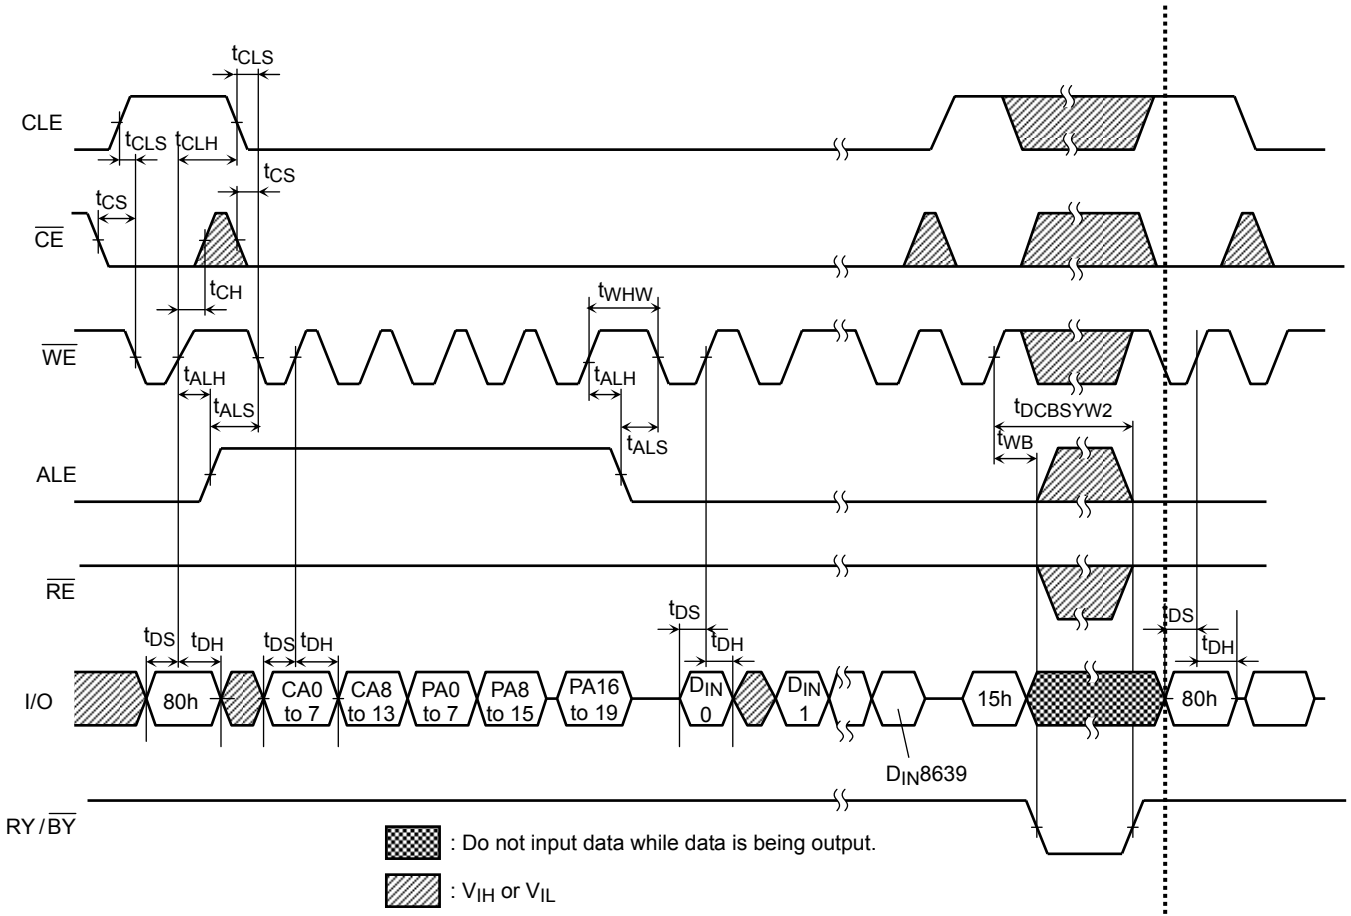 tCLS
CLE
tCLS tCLH
tCS
tCS
CE
tCH
tWHW
WE
tALH tALH
tALS tDCBSYW2
tALS tWB
ALE
RE
tDS tDH tDS tDH tDS tDH DS tDH
I/O 80h CA0 to 7 CA8 to 13 PA0 to 7 PA8 to 15 PA16 to 19 DIN 0 DIN 1 15h 80h
DIN8639
RY / BY
: Do not input data while data is being output.
: VIH or VIL